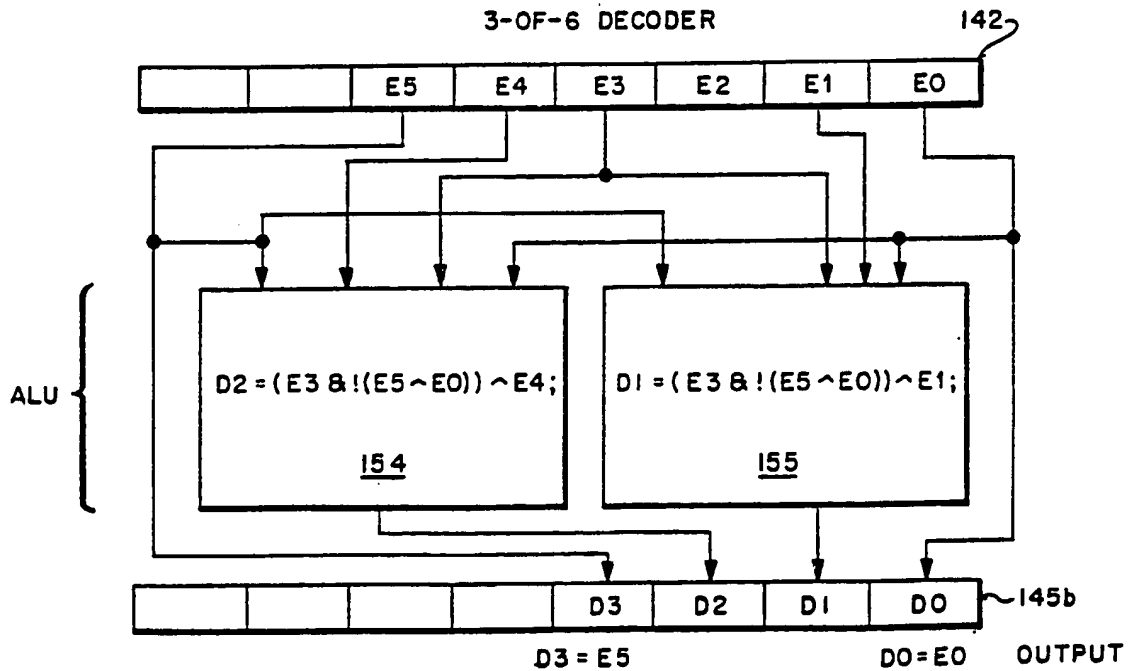 3-OF-6 DECODER
142
E5 E4 E3 E2 E1 E0
ALU
D2=(E3 & !(E5^E0))^E4;
154
D1=(E3 & !(E5^E0))^E1;
155
D3 D2 D1 D0
145b
D3=E5
D0=E0
OUTPUT